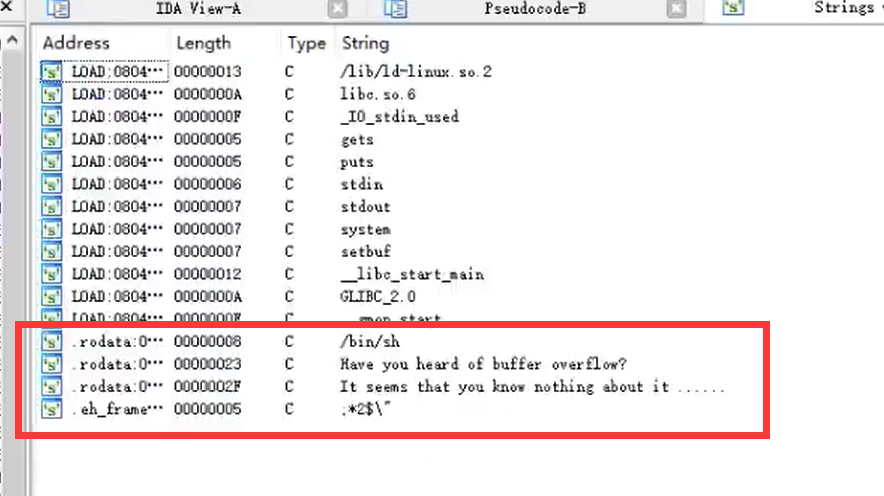 IDA View-A Pseudocode-B Strings
Address Length Type String
's' LOAD:0804··· 00000013 C /lib/ld-linux.so.2
's' LOAD:0804··· 0000000A C libc.so.6
's' LOAD:0804··· 0000000F C _IO_stdin_used
's' LOAD:0804··· 00000005 C gets
's' LOAD:0804··· 00000005 C puts
's' LOAD:0804··· 00000006 C stdin
's' LOAD:0804··· 00000007 C stdout
's' LOAD:0804··· 00000007 C system
's' LOAD:0804··· 00000007 C setbuf
's' LOAD:0804··· 00000012 C __libc_start_main
's' LOAD:0804··· 0000000A C GLIBC_2.0
's' LOAD:0804··· 0000000F C __gmon_start__
's' .rodata:0··· 00000008 C /bin/sh
's' .rodata:0··· 00000023 C Have you heard of buffer overflow?
's' .rodata:0··· 0000002F C It seems that you know nothing about it ......
's' .eh_frame··· 00000005 C ;*2$\"